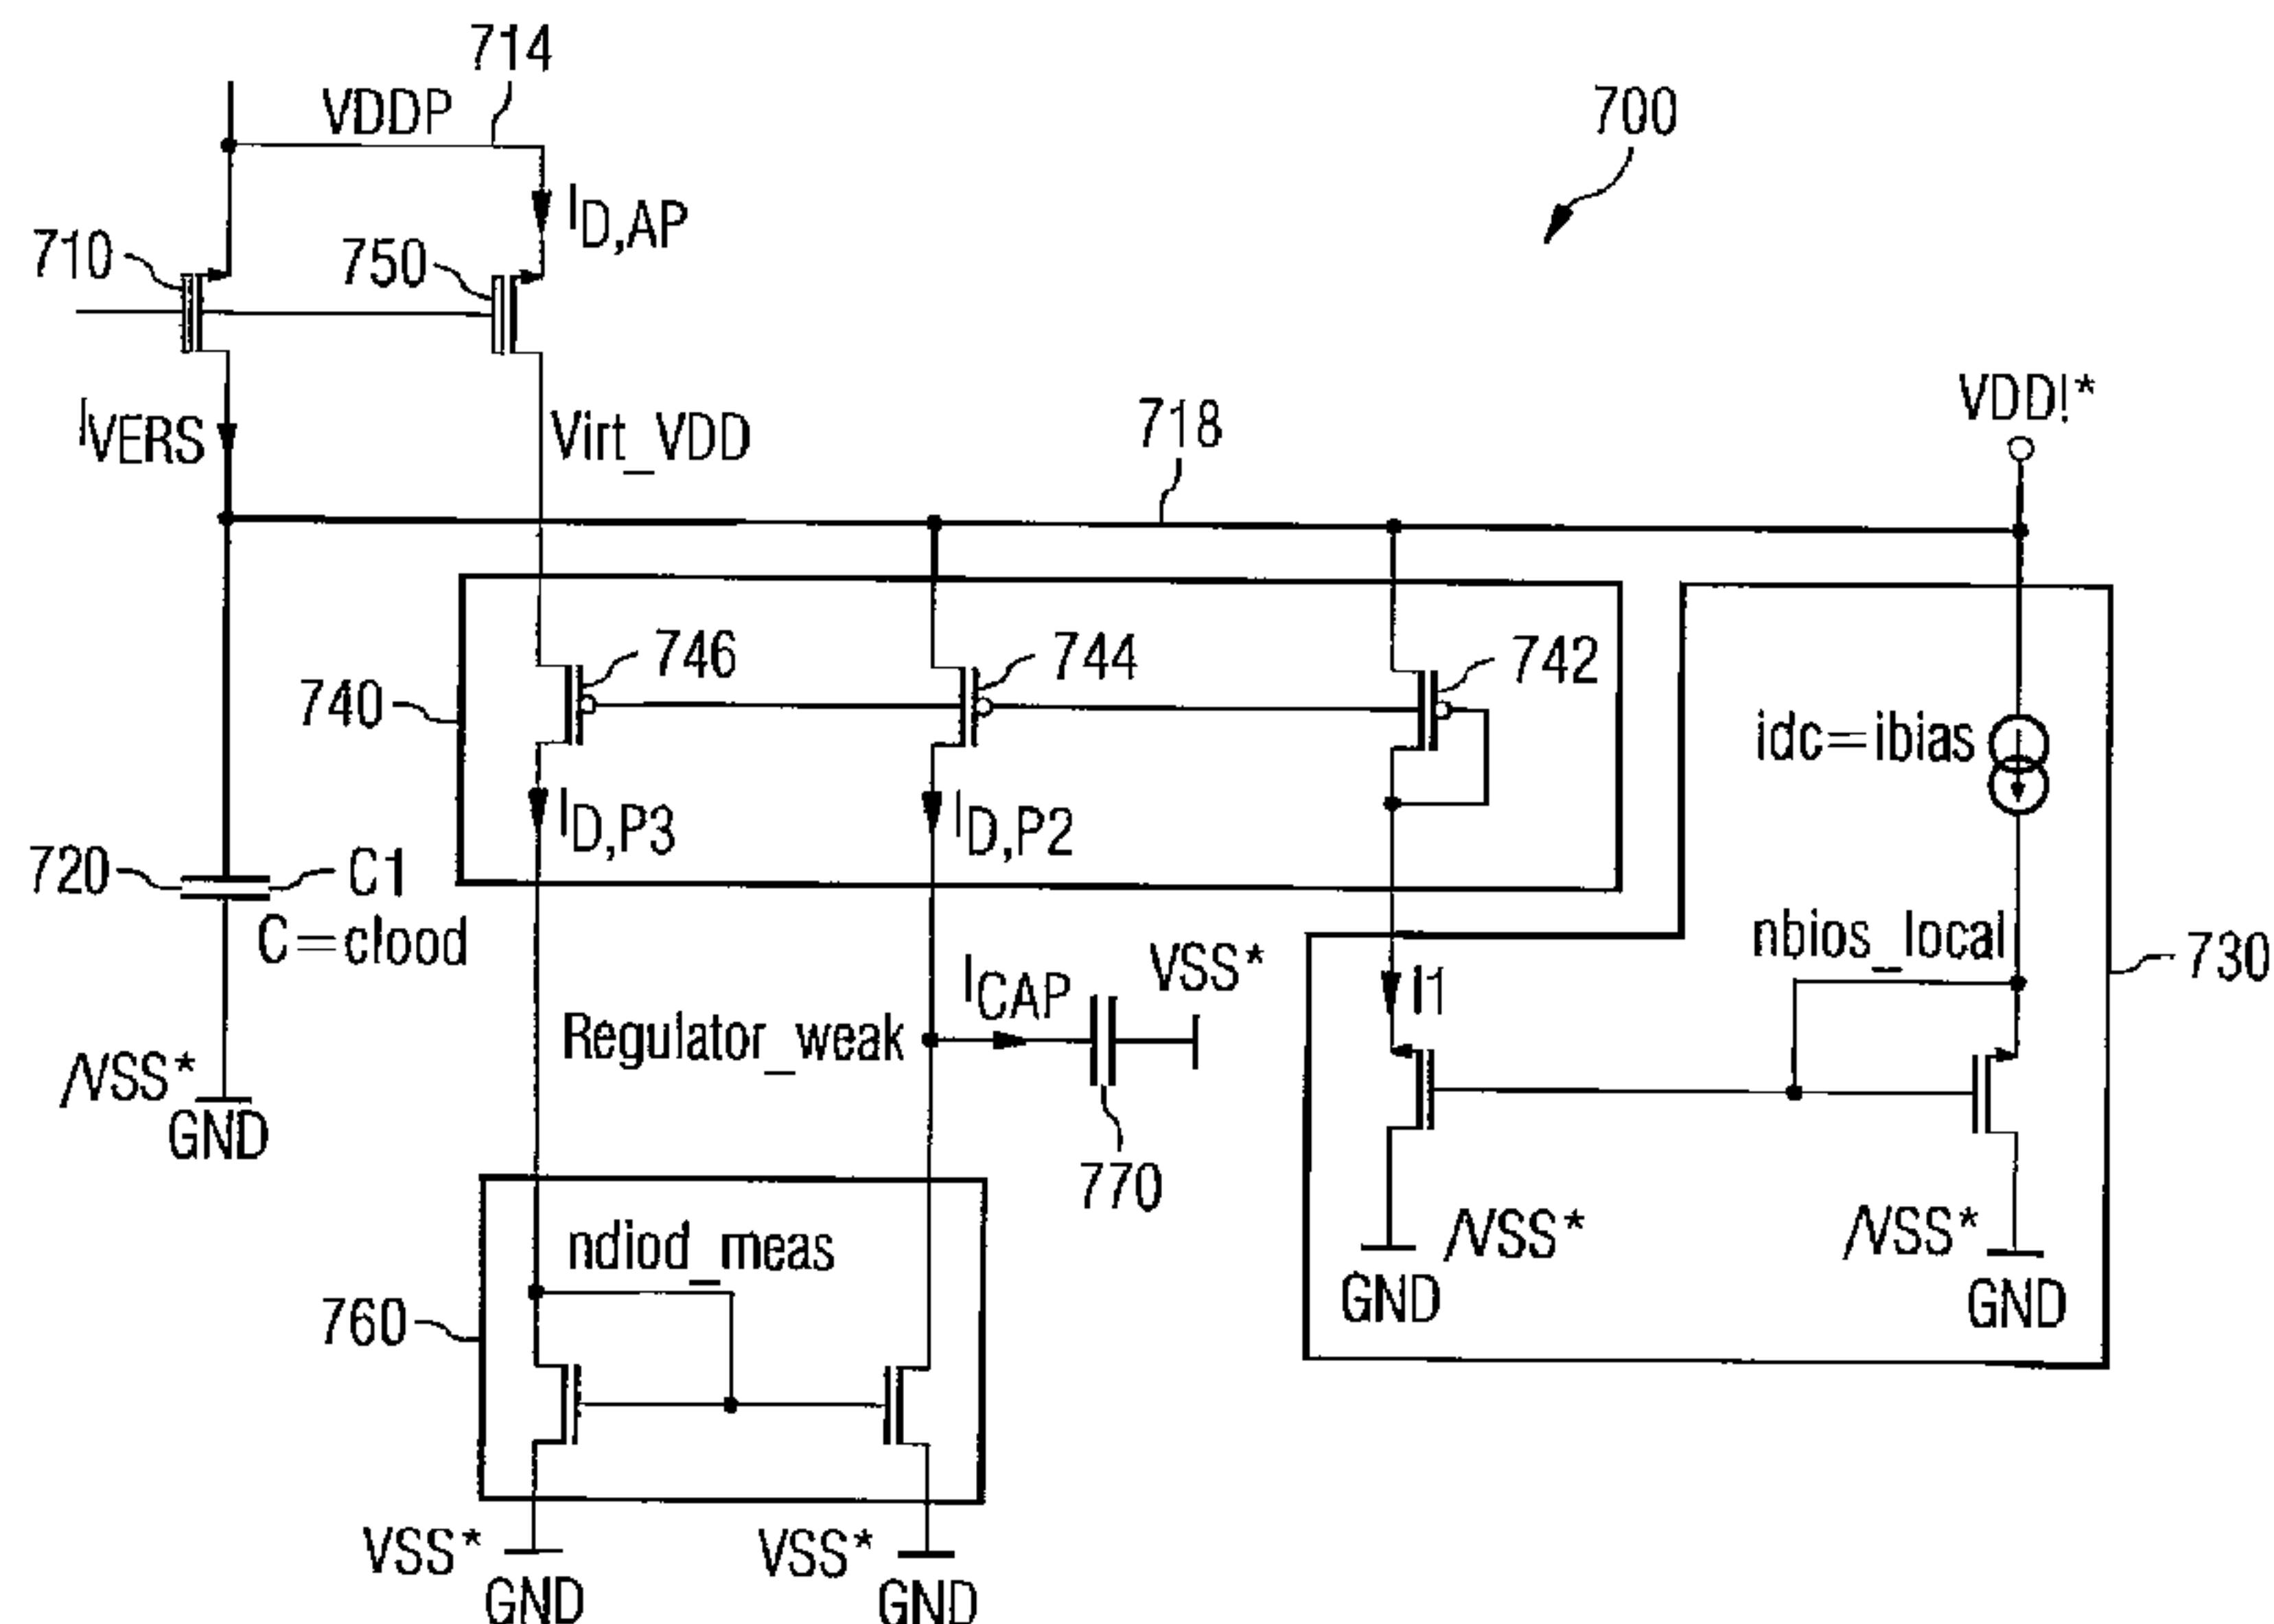 714
VDDP
700
I_D,AP
710
750
VDD!*
I_VERS
Virt_VDD
718
746
744
742
740
idc=ibias
I_D,P3
I_D,P2
720
C1
C=clood
nbios_local
730
I_CAP
VSS*
I1
Regulator_weak
/VSS*
GND
770
ndiod_meas
/VSS*
/VSS*
760
GND
GND
VSS*
VSS*
GND
GND